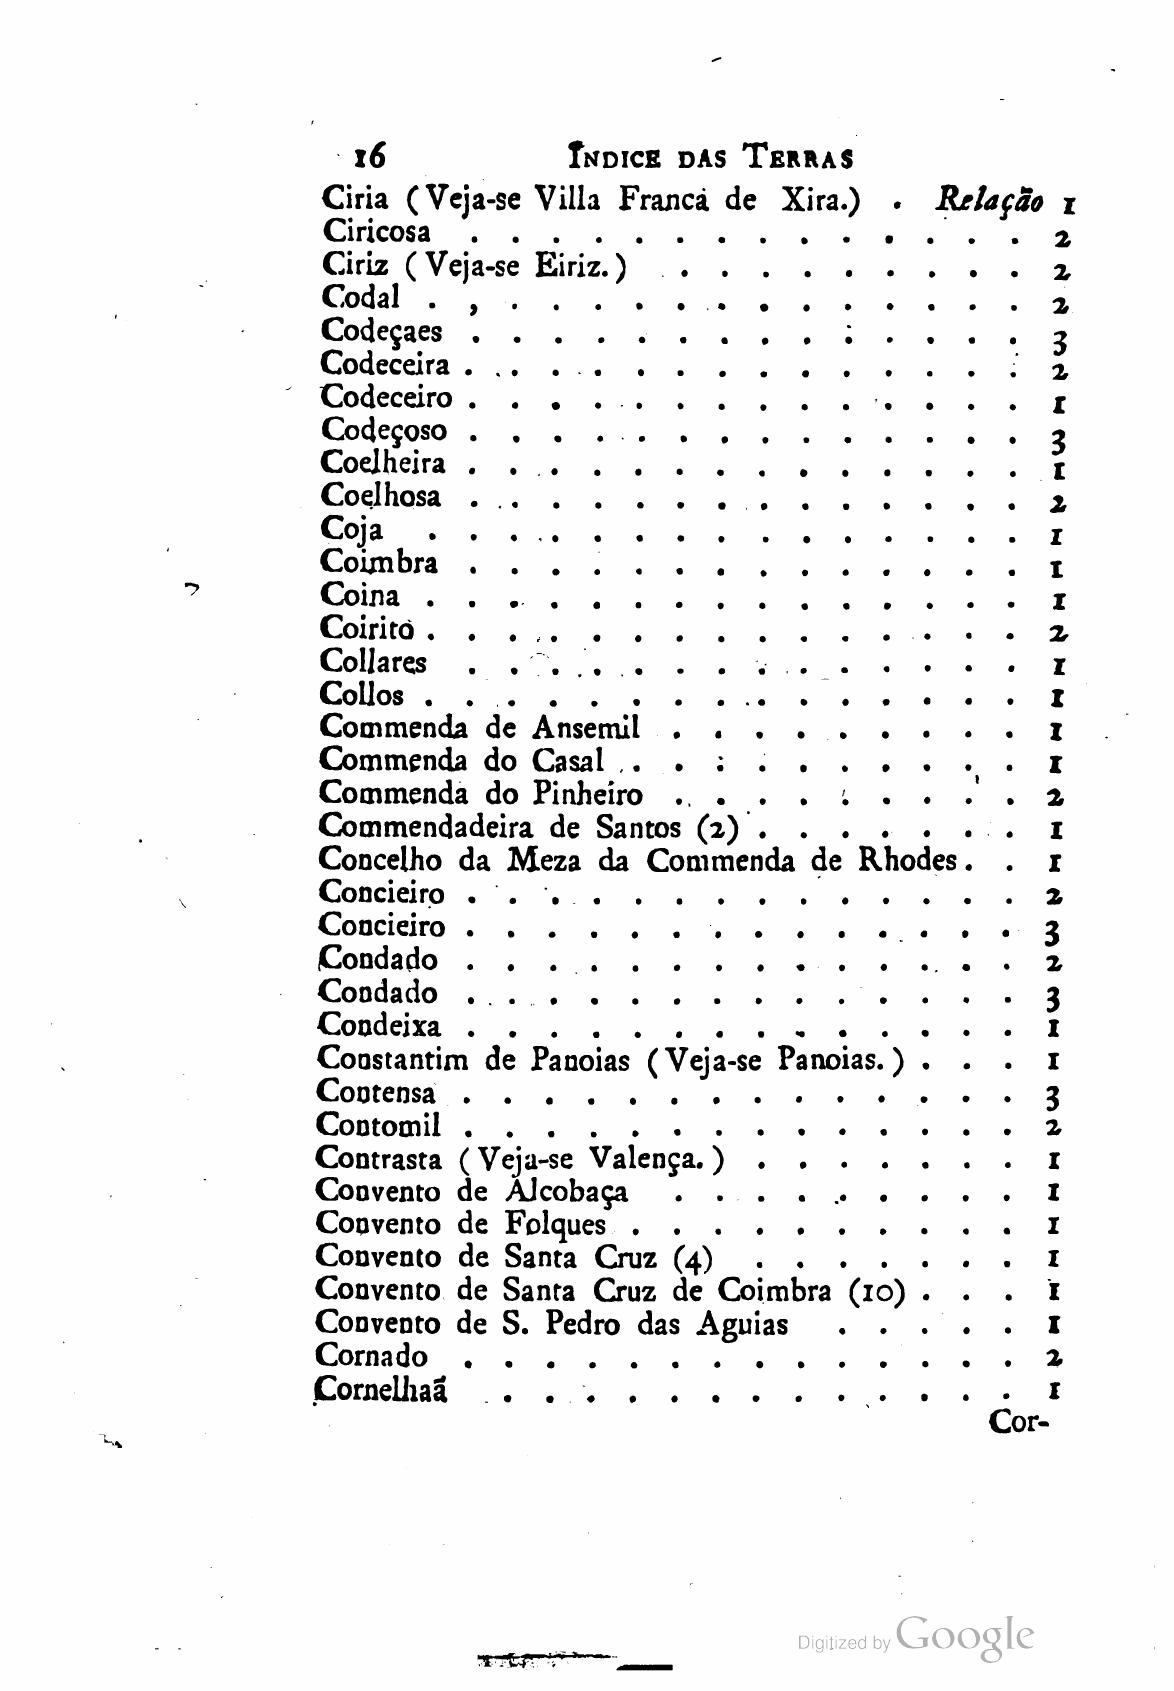 16 ÍNDICE DAS TERRAS
Ciria (Veja-se Villa Franca de Xira.) . Relação 1
Ciricosa . . . . . . . . . . . . . . 2
Ciriz (Veja-se Eiriz.) . . . . . . . . . 2
Codal . , . . . . . . . . . . . . . 2
Codeçaes . . . . . . . . . . . . . . 3
Codeceira . . . . . . . . . . . . . . 2
Codeceiro . . . . . . . . . . . . . . 1
Codeçoso . . . . . . . . . . . . . . 3
Coelheira . . . . . . . . . . . . . . 1
Coelhosa . . . . . . . . . . . . . . 2
Coja . . . . . . . . . . . . . . . 1
Coimbra . . . . . . . . . . . . . . 1
Coina . . . . . . . . . . . . . . . 1
Coirito . . . . . . . . . . . . . . . 2
Collares . . . . . . . . . . . . . . 1
Collos . . . . . . . . . . . . . . . 1
Commenda de Ansemil . . . . . . . . . 1
Commenda do Casal . . . . . . . . . . 1
Commenda do Pinheiro . . . . . . . . . 2
Commendadeira de Santos (2) . . . . . . . 1
Concelho da Meza da Commenda de Rhodes . . 1
Concieiro . . . . . . . . . . . . . . 2
Concieiro . . . . . . . . . . . . . . 3
Condado . . . . . . . . . . . . . . 2
Condado . . . . . . . . . . . . . . 3
Condeixa . . . . . . . . . . . . . . 1
Constantim de Panoias (Veja-se Panoias.) . . . 1
Contensa . . . . . . . . . . . . . . 3
Contomil . . . . . . . . . . . . . . 2
Contrasta (Veja-se Valença.) . . . . . . . 1
Convento de Alcobaça . . . . . . . . . 1
Convento de Folques . . . . . . . . . . 1
Convento de Santa Cruz (4) . . . . . . . 1
Convento de Santa Cruz de Coimbra (10) . . . 1
Convento de S. Pedro das Aguias . . . . . 1
Cornado . . . . . . . . . . . . . . 2
Cornelhaã . . . . . . . . . . . . . 1
Cor-
Digitized by Google